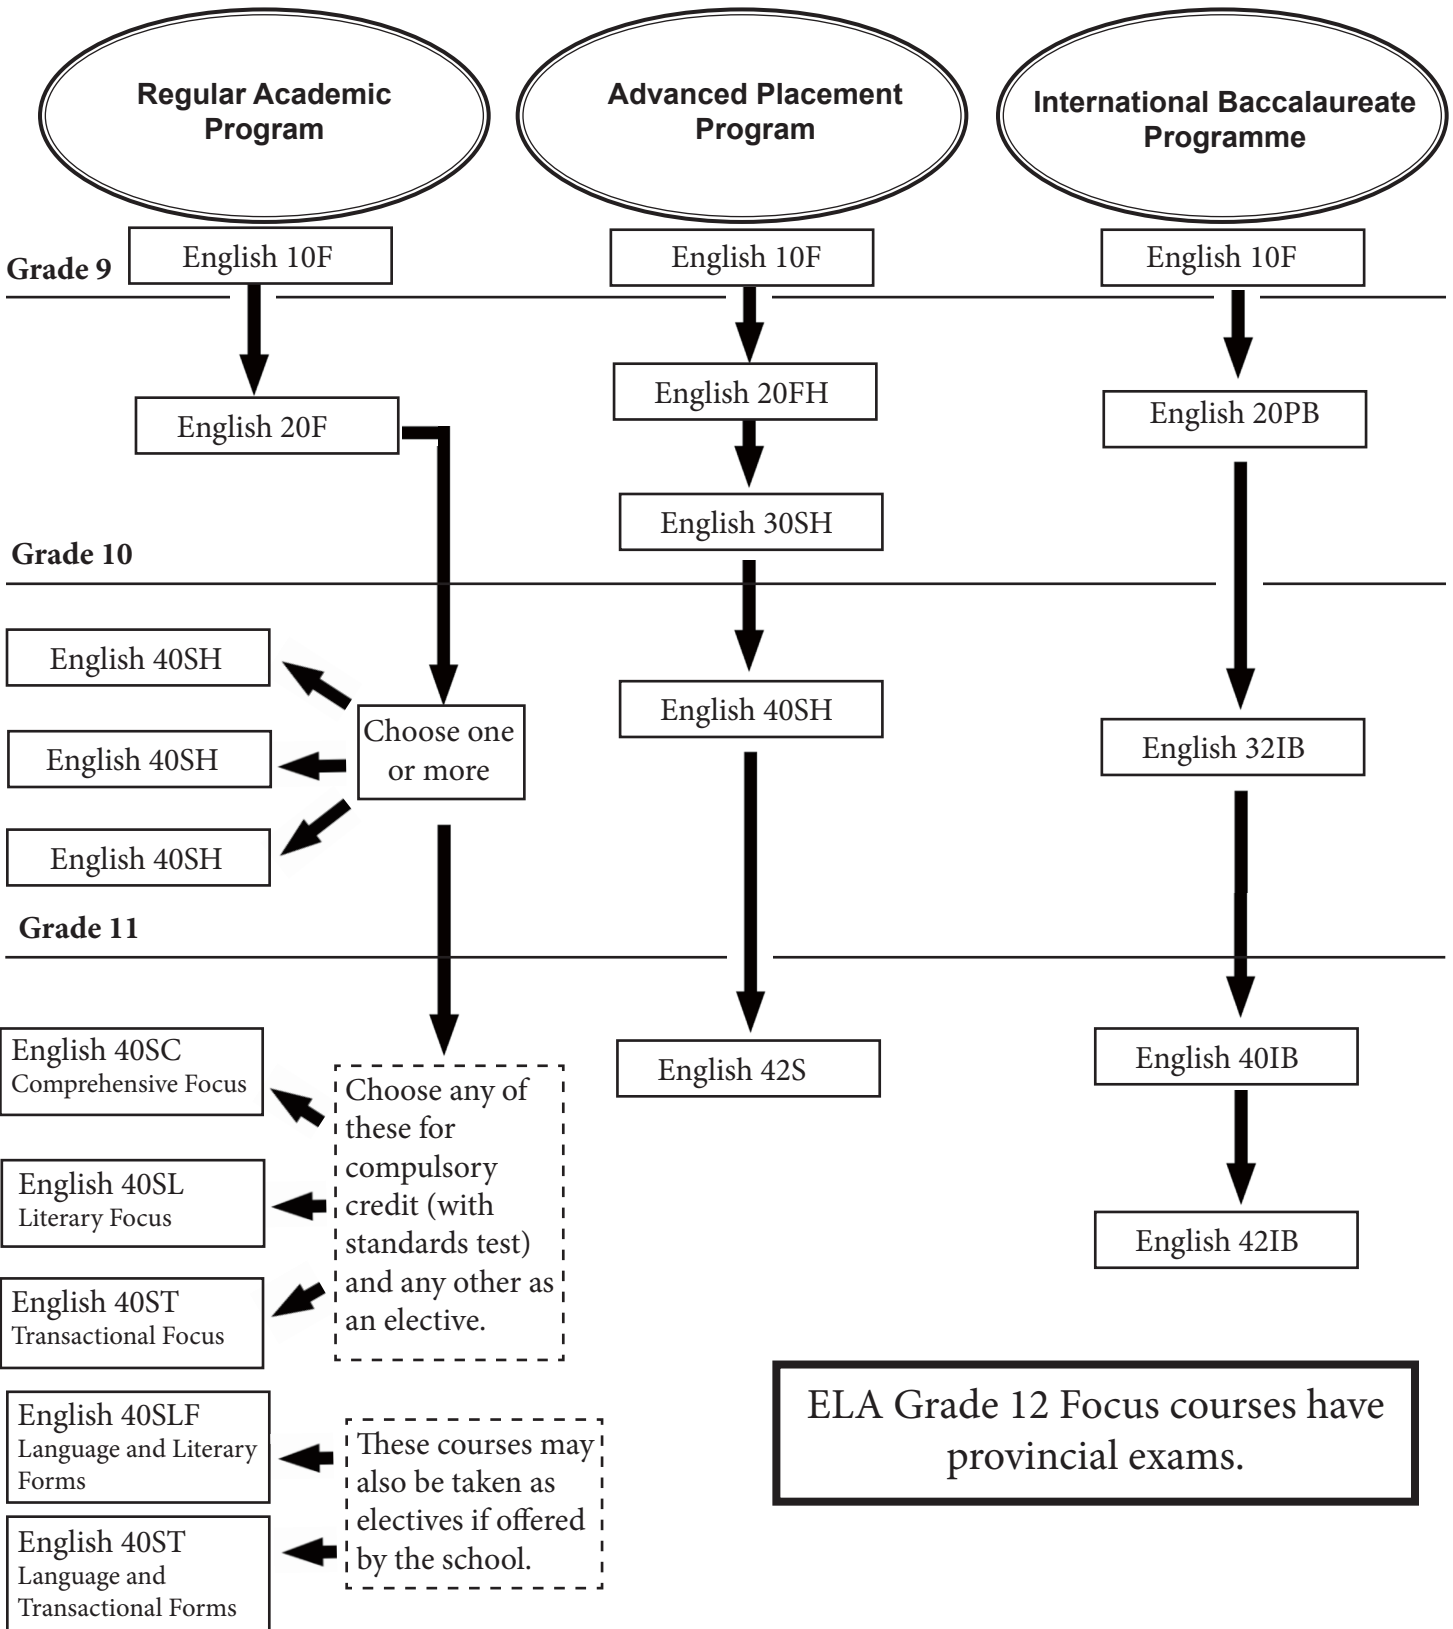 Regular Academic
Program
Advanced Placement
Program
International Baccalaureate
Programme
Grade 9
English 10F
English 10F
English 10F
English 20F
English 20FH
English 20PB
English 30SH
Grade 10
English 40SH
English 40SH
English 40SH
Choose one
or more
English 40SH
English 32IB
Grade 11
English 40SC
Comprehensive Focus
English 40SL
Literary Focus
English 40ST
Transactional Focus
Choose any of
these for
compulsory
credit (with
standards test)
and any other as
an elective.
English 42S
English 40IB
English 42IB
English 40SLF
Language and Literary
Forms
English 40ST
Language and
Transactional Forms
These courses may
also be taken as
electives if offered
by the school.
ELA Grade 12 Focus courses have
provincial exams.